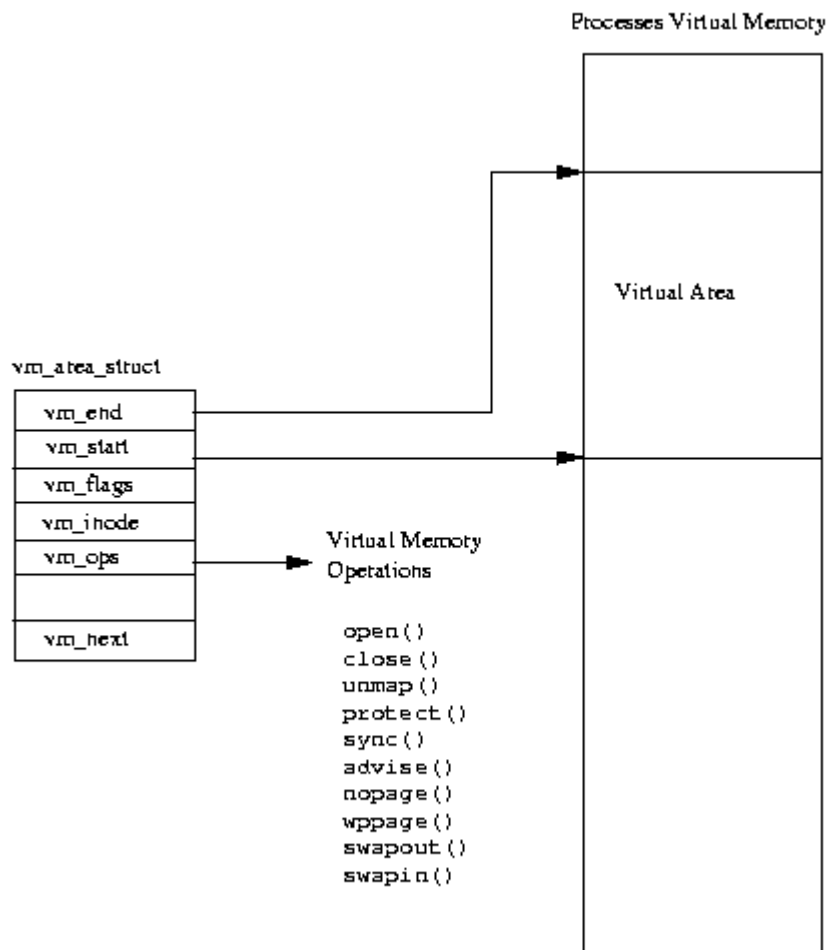 Processes Virtual Memory
Virtual Area
vm_area_struct
vm_end
vm_start
vm_flags
vm_inode
vm_ops
vm_next
Virtual Memory
Operations
open()
close()
unmap()
protect()
sync()
advise()
nopage()
wppage()
swapout()
swapin()